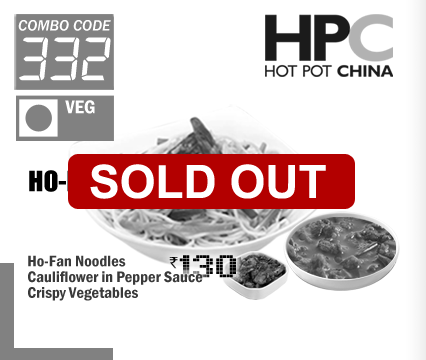 COMBO CODE
332
VEG
HPC
HOT POT CHINA
HO-
SOLD OUT
Ho-Fan Noodles
Cauliflower in Pepper Sauce
Crispy Vegetables
₹130